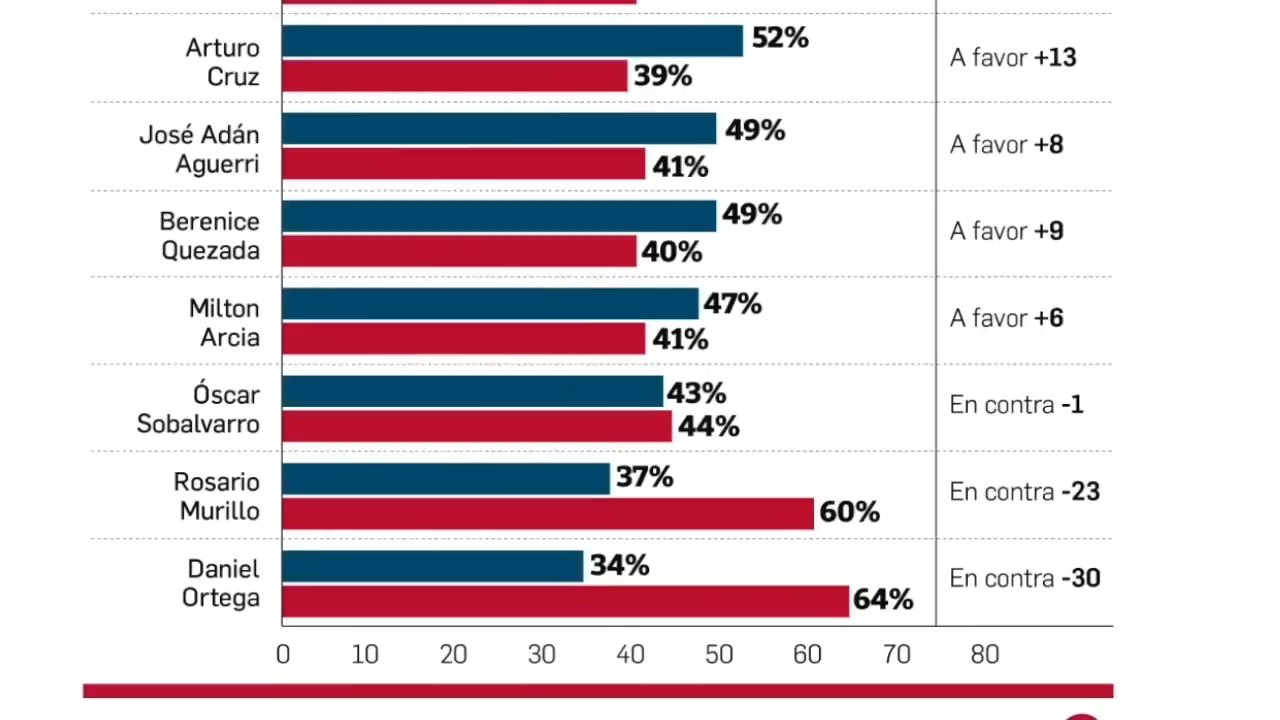 Arturo
Cruz
52%
39%
A favor +13
José Adán
Aguerri
49%
41%
A favor +8
Berenice
Quezada
49%
40%
A favor +9
Milton
Arcia
47%
41%
A favor +6
Óscar
Sobalvarro
43%
44%
En contra -1
Rosario
Murillo
37%
60%
En contra -23
Daniel
Ortega
34%
64%
En contra -30
0 10 20 30 40 50 60 70 80